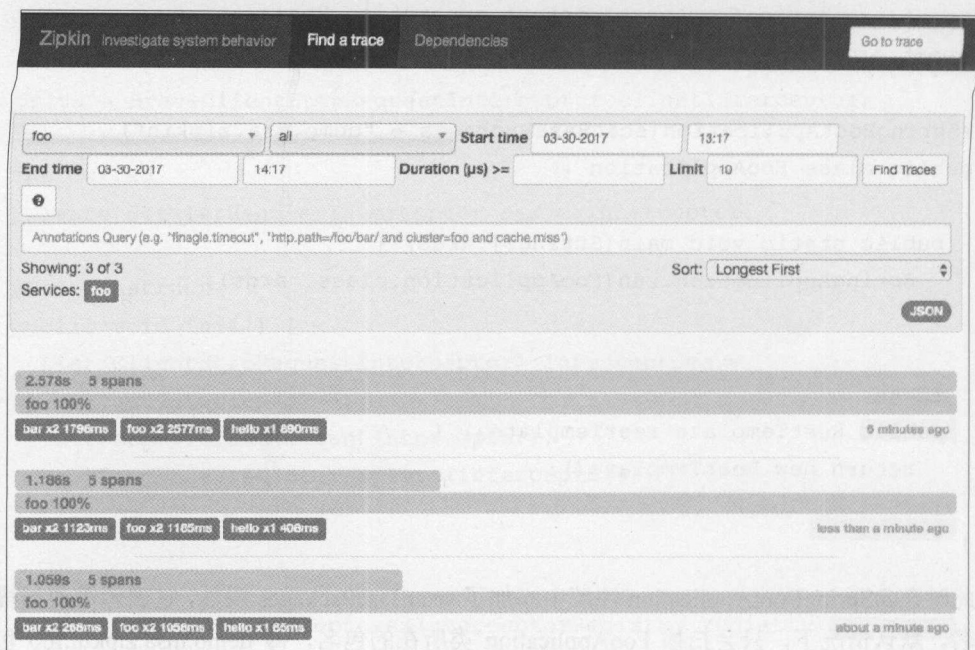 Zipkin Investigate system behavior Find a trace Dependencies Go to trace
foo all Start time 03-30-2017 13:17
End time 03-30-2017 14:17 Duration (μs) >= Limit 10 Find Traces
?
Annotations Query (e.g. "finagle.timeout", "http.path=/foo/bar/ and cluster=foo and cache.miss")
Showing: 3 of 3 Sort: Longest First
Services: foo
JSON
2.578s 5 spans
foo 100%
bar x2 1796ms foo x2 2577ms hello x1 890ms 5 minutes ago
1.186s 5 spans
foo 100%
bar x2 1123ms foo x2 1185ms hello x1 406ms less than a minute ago
1.059s 5 spans
foo 100%
bar x2 268ms foo x2 1058ms hello x1 65ms about a minute ago